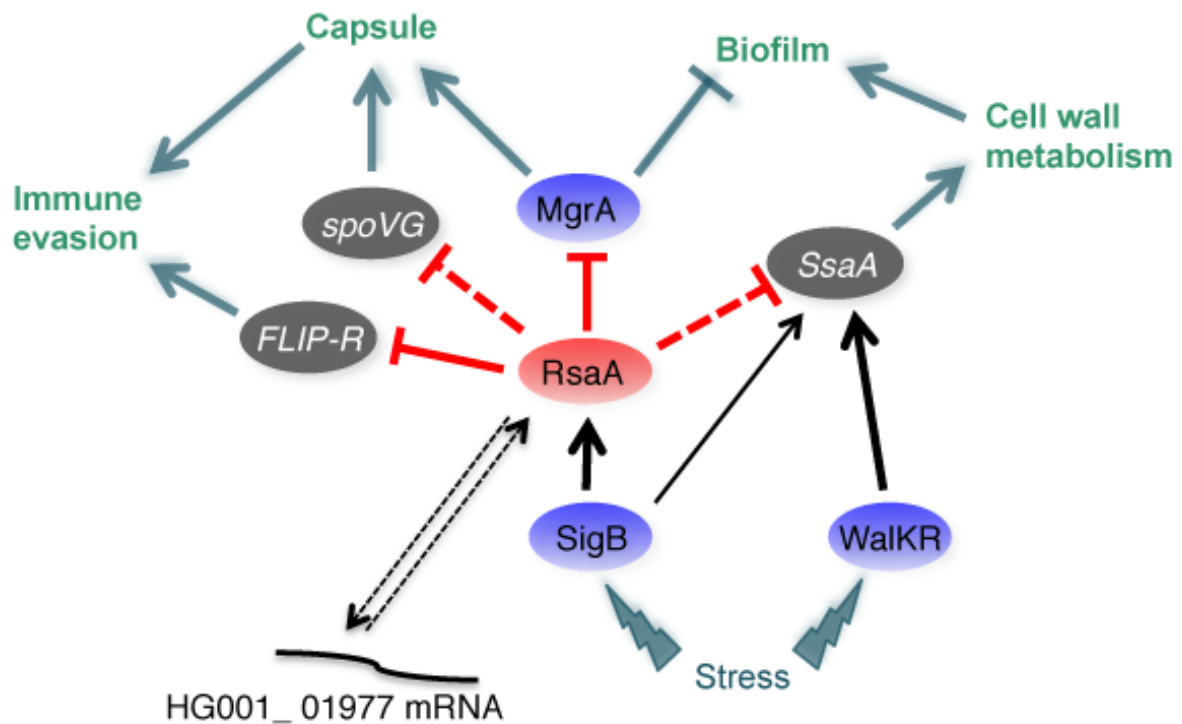 Capsule
Biofilm
Cell wall
metabolism
Immune
evasion
spoVG
MgrA
SsaA
FLIP-R
RsaA
SigB
WalKR
Stress
HG001_ 01977 mRNA